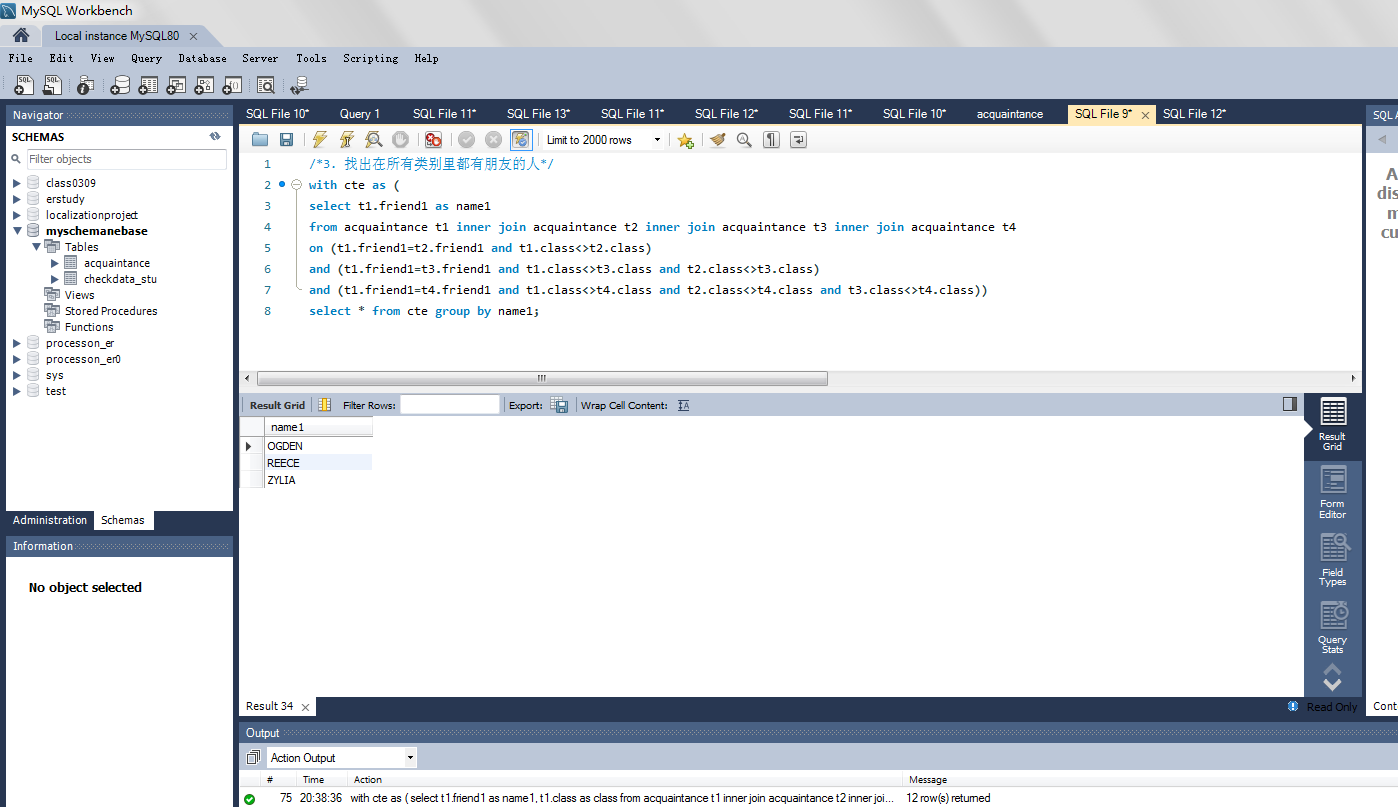 MySQL Workbench
Local instance MySQL80
File Edit View Query Database Server Tools Scripting Help
Navigator
SCHEMAS
Filter objects
class0309
erstudy
localizationproject
myschemanebase
Tables
acquaintance
checkdata_stu
Views
Stored Procedures
Functions
processon_er
processon_er0
sys
test
Administration Schemas
Information
No object selected
SQL File 10* Query 1 SQL File 11* SQL File 13* SQL File 11* SQL File 12* SQL File 11* SQL File 10* acquaintance SQL File 9* SQL File 12*
Limit to 2000 rows
1 /*3. 找出在所有类别里都有朋友的人*/
2 with cte as (
3 select t1.friend1 as name1
4 from acquaintance t1 inner join acquaintance t2 inner join acquaintance t3 inner join acquaintance t4
5 on (t1.friend1=t2.friend1 and t1.class<>t2.class)
6 and (t1.friend1=t3.friend1 and t1.class<>t3.class and t2.class<>t3.class)
7 and (t1.friend1=t4.friend1 and t1.class<>t4.class and t2.class<>t4.class and t3.class<>t4.class))
8 select * from cte group by name1;
Result Grid Filter Rows: Export: Wrap Cell Content:
name1
OGDEN
REECE
ZYLIA
Result
Grid
Form
Editor
Field
Types
Query
Stats
Result 34
Read Only
Output
Action Output
# Time Action Message
75 20:38:36 with cte as ( select t1.friend1 as name1, t1.class as class from acquaintance t1 inner join acquaintance t2 inner joi... 12 row(s) returned
SQL A
A
dis
m
cu
Cont